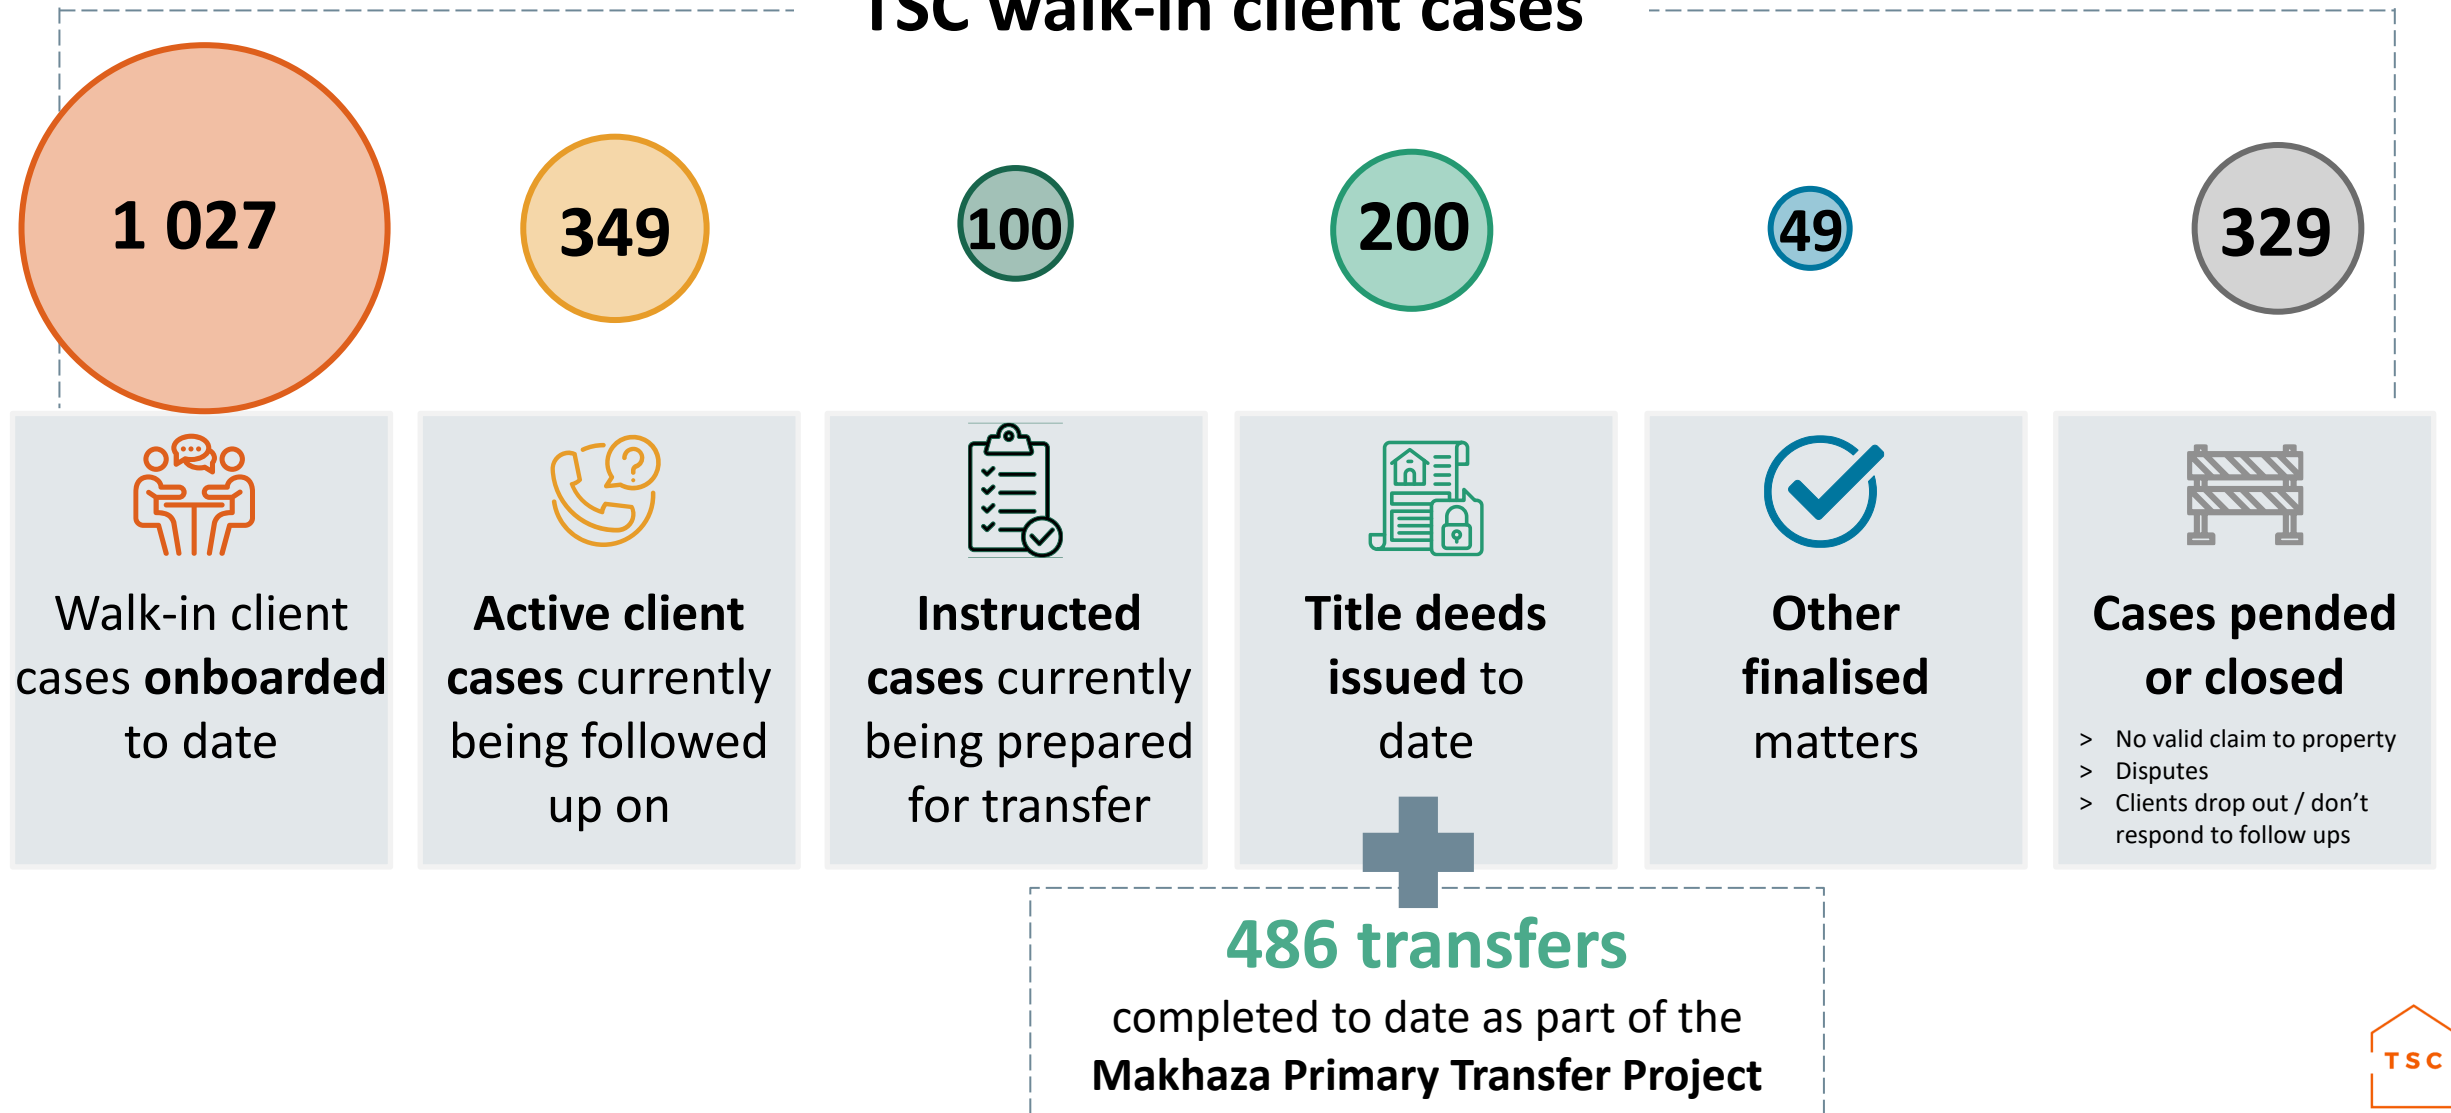 TSC walk-in client cases
1 027
349
100
200
49
329
Walk-in client
cases onboarded
to date
Active client
cases currently
being followed
up on
Instructed
cases currently
being prepared
for transfer
Title deeds
issued to
date
Other
finalised
matters
Cases pended
or closed
> No valid claim to property
> Disputes
> Clients drop out / don’t
respond to follow ups
486 transfers
completed to date as part of the
Makhaza Primary Transfer Project
TSC